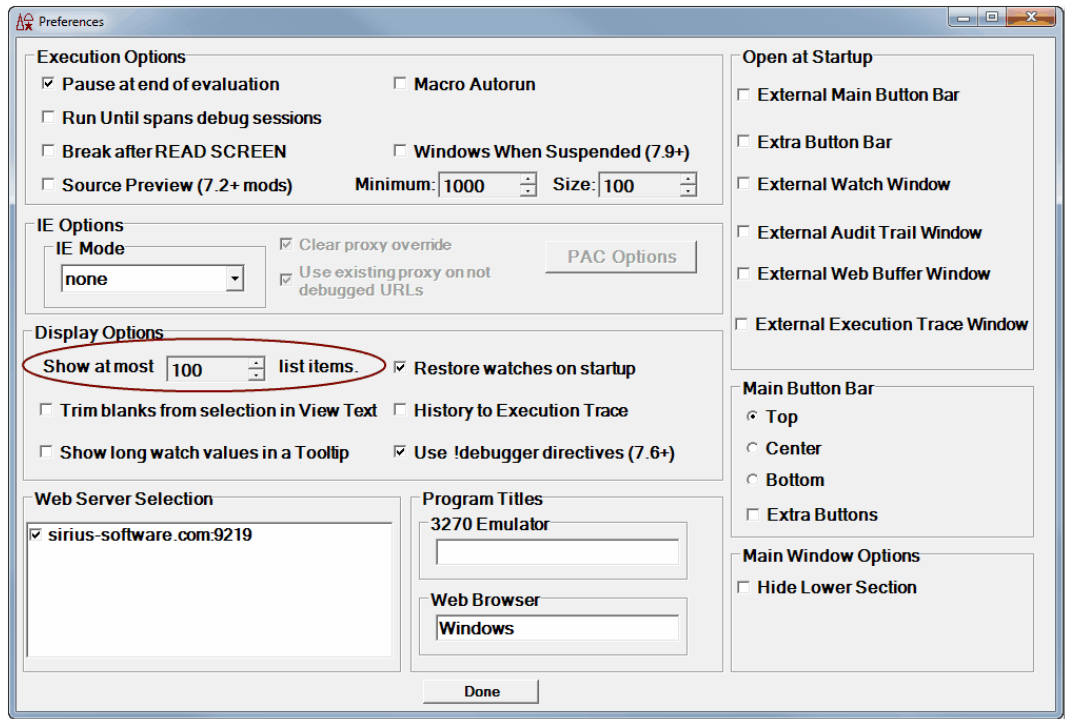 Preferences
Execution Options
Pause at end of evaluation
Macro Autorun
Run Until spans debug sessions
Break after READ SCREEN
Windows When Suspended (7.9+)
Source Preview (7.2+ mods)
Minimum: 1000
Size: 100
IE Options
IE Mode
none
Clear proxy override
Use existing proxy on not
debugged URLs
PAC Options
Display Options
Show at most 100 list items.
Restore watches on startup
Trim blanks from selection in View Text
History to Execution Trace
Show long watch values in a Tooltip
Use !debugger directives (7.6+)
Web Server Selection
sirius-software.com:9219
Program Titles
3270 Emulator
Web Browser
Windows
Open at Startup
External Main Button Bar
Extra Button Bar
External Watch Window
External Audit Trail Window
External Web Buffer Window
External Execution Trace Window
Main Button Bar
Top
Center
Bottom
Extra Buttons
Main Window Options
Hide Lower Section
Done